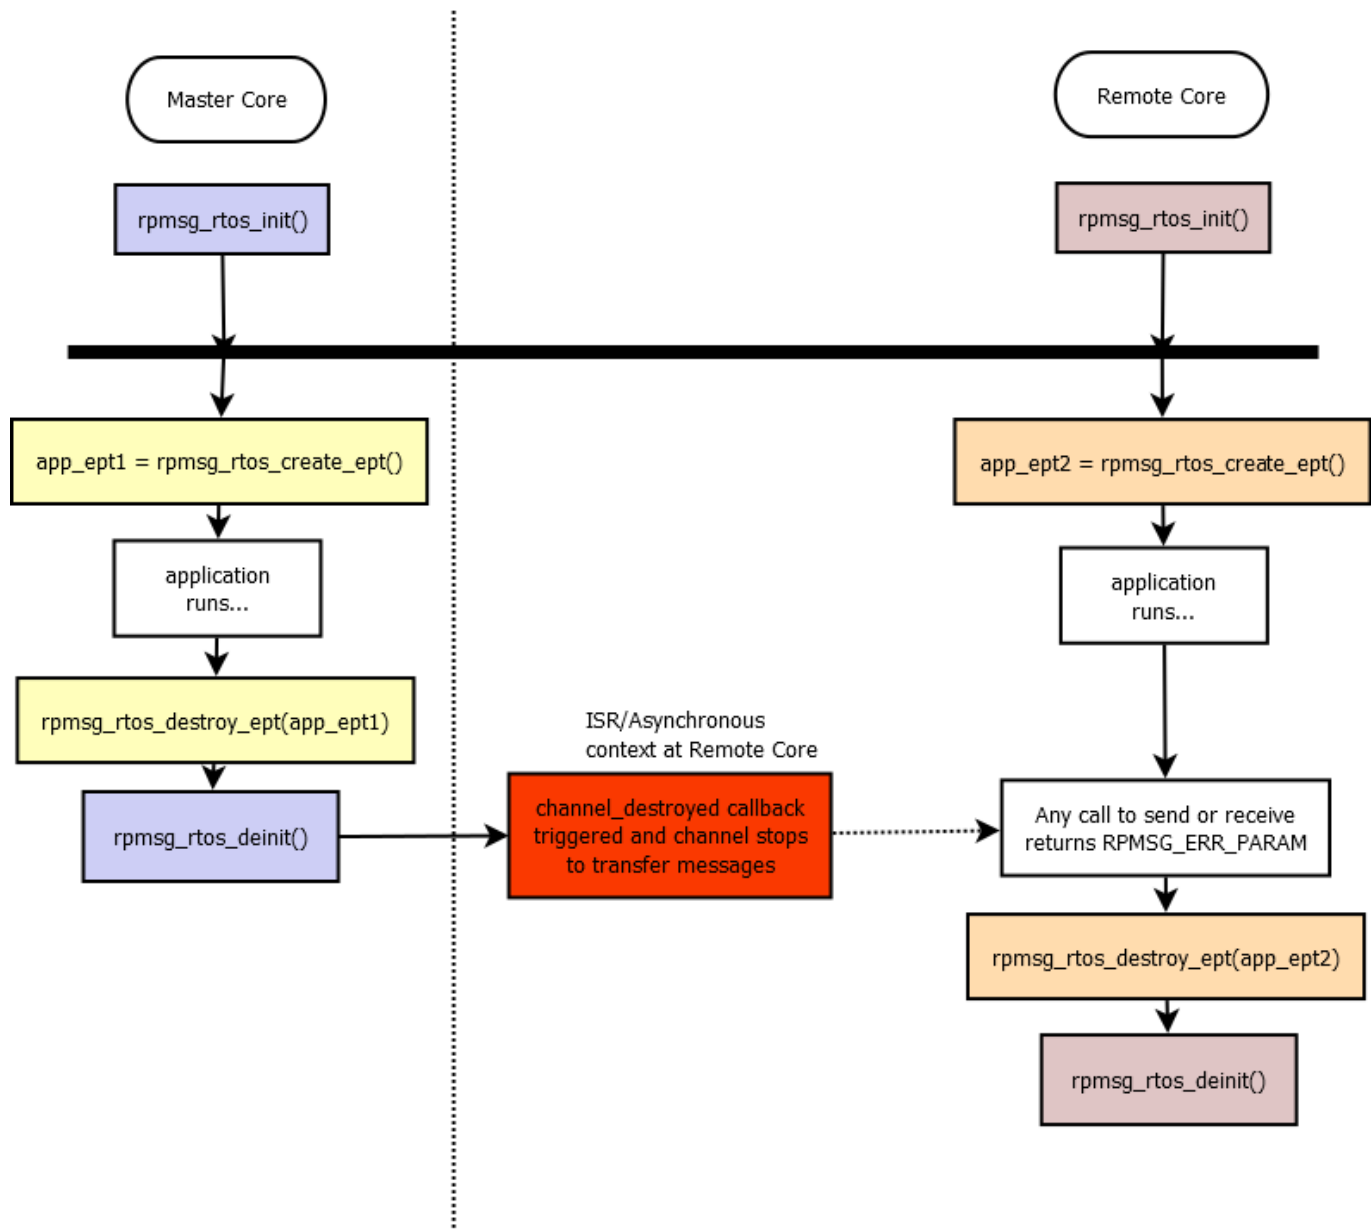 Master Core
Remote Core
rpmsg_rtos_init()
rpmsg_rtos_init()
app_ept1 = rpmsg_rtos_create_ept()
app_ept2 = rpmsg_rtos_create_ept()
application
runs...
application
runs...
rpmsg_rtos_destroy_ept(app_ept1)
ISR/Asynchronous
context at Remote Core
rpmsg_rtos_deinit()
channel_destroyed callback
triggered and channel stops
to transfer messages
Any call to send or receive
returns RPMSG_ERR_PARAM
rpmsg_rtos_destroy_ept(app_ept2)
rpmsg_rtos_deinit()